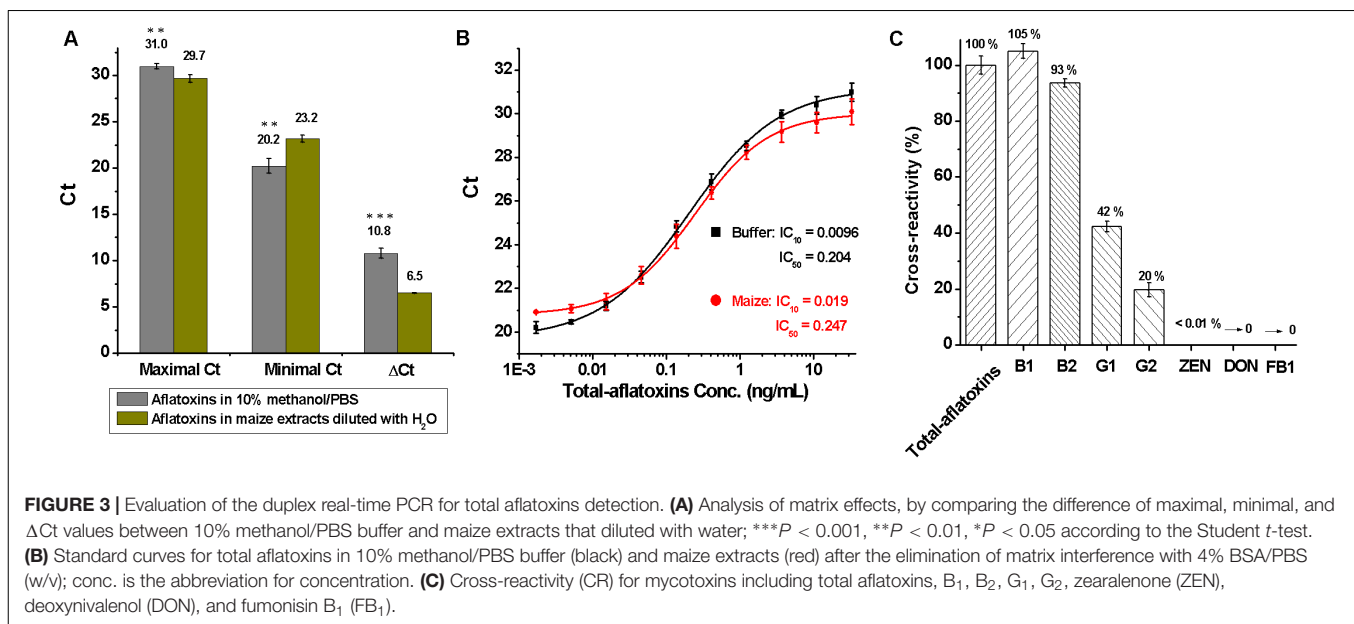 A
Ct
30
25
20
15
10
5
0
**
31.0
29.7
**
20.2
23.2
***
10.8
6.5
Maximal Ct
Minimal Ct
ΔCt
Aflatoxins in 10% methanol/PBS
Aflatoxins in maize extracts diluted with H₂O
B
Ct
32
30
28
26
24
22
20
1E-3
0.01
0.1
1
10
Total-aflatoxins Conc. (ng/mL)
Buffer: IC₁₀ = 0.0096
IC₅₀ = 0.204
Maize: IC₁₀ = 0.019
IC₅₀ = 0.247
C
Cross-reactivity (%)
100
80
60
40
20
0
100 %
105 %
93 %
42 %
20 %
< 0.01 %
→ 0
→ 0
Total-aflatoxins
B1
B2
G1
G2
ZEN
DON
FB1
FIGURE 3 | Evaluation of the duplex real-time PCR for total aflatoxins detection. (A) Analysis of matrix effects, by comparing the difference of maximal, minimal, and
ΔCt values between 10% methanol/PBS buffer and maize extracts that diluted with water; ***P < 0.001, **P < 0.01, *P < 0.05 according to the Student t-test.
(B) Standard curves for total aflatoxins in 10% methanol/PBS buffer (black) and maize extracts (red) after the elimination of matrix interference with 4% BSA/PBS
(w/v); conc. is the abbreviation for concentration. (C) Cross-reactivity (CR) for mycotoxins including total aflatoxins, B₁, B₂, G₁, G₂, zearalenone (ZEN),
deoxynivalenol (DON), and fumonisin B₁ (FB₁).